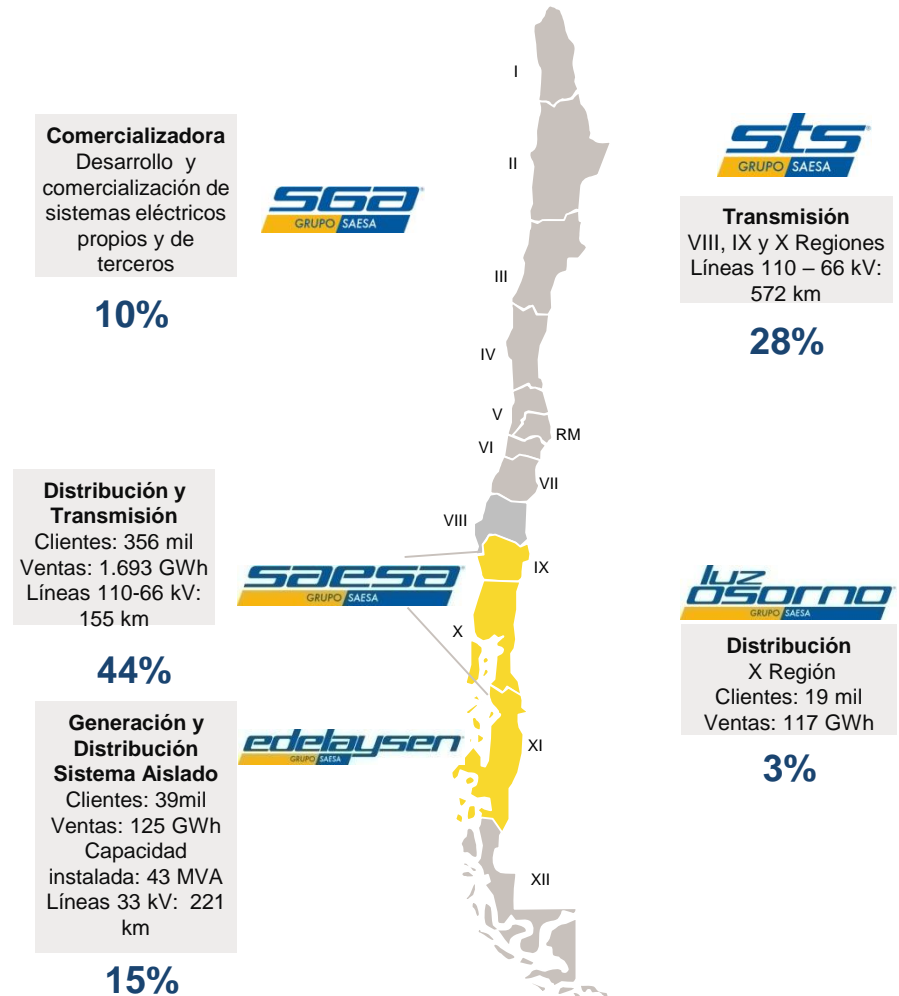 Comercializadora
Desarrollo y
comercialización de
sistemas eléctricos
propios y de
terceros
10%
sga
GRUPO SAESA
sts
GRUPO SAESA
Transmisión
VIII, IX y X Regiones
Líneas 110 – 66 kV:
572 km
28%
I
II
III
IV
V
RM
VI
VII
VIII
IX
X
XI
XII
Distribución y
Transmisión
Clientes: 356 mil
Ventas: 1.693 GWh
Líneas 110-66 kV:
155 km
44%
saesa
GRUPO SAESA
luz
osorno
GRUPO SAESA
Distribución
X Región
Clientes: 19 mil
Ventas: 117 GWh
3%
Generación y
Distribución
Sistema Aislado
Clientes: 39mil
Ventas: 125 GWh
Capacidad
instalada: 43 MVA
Líneas 33 kV: 221
km
15%
edelaysen
GRUPO SAESA